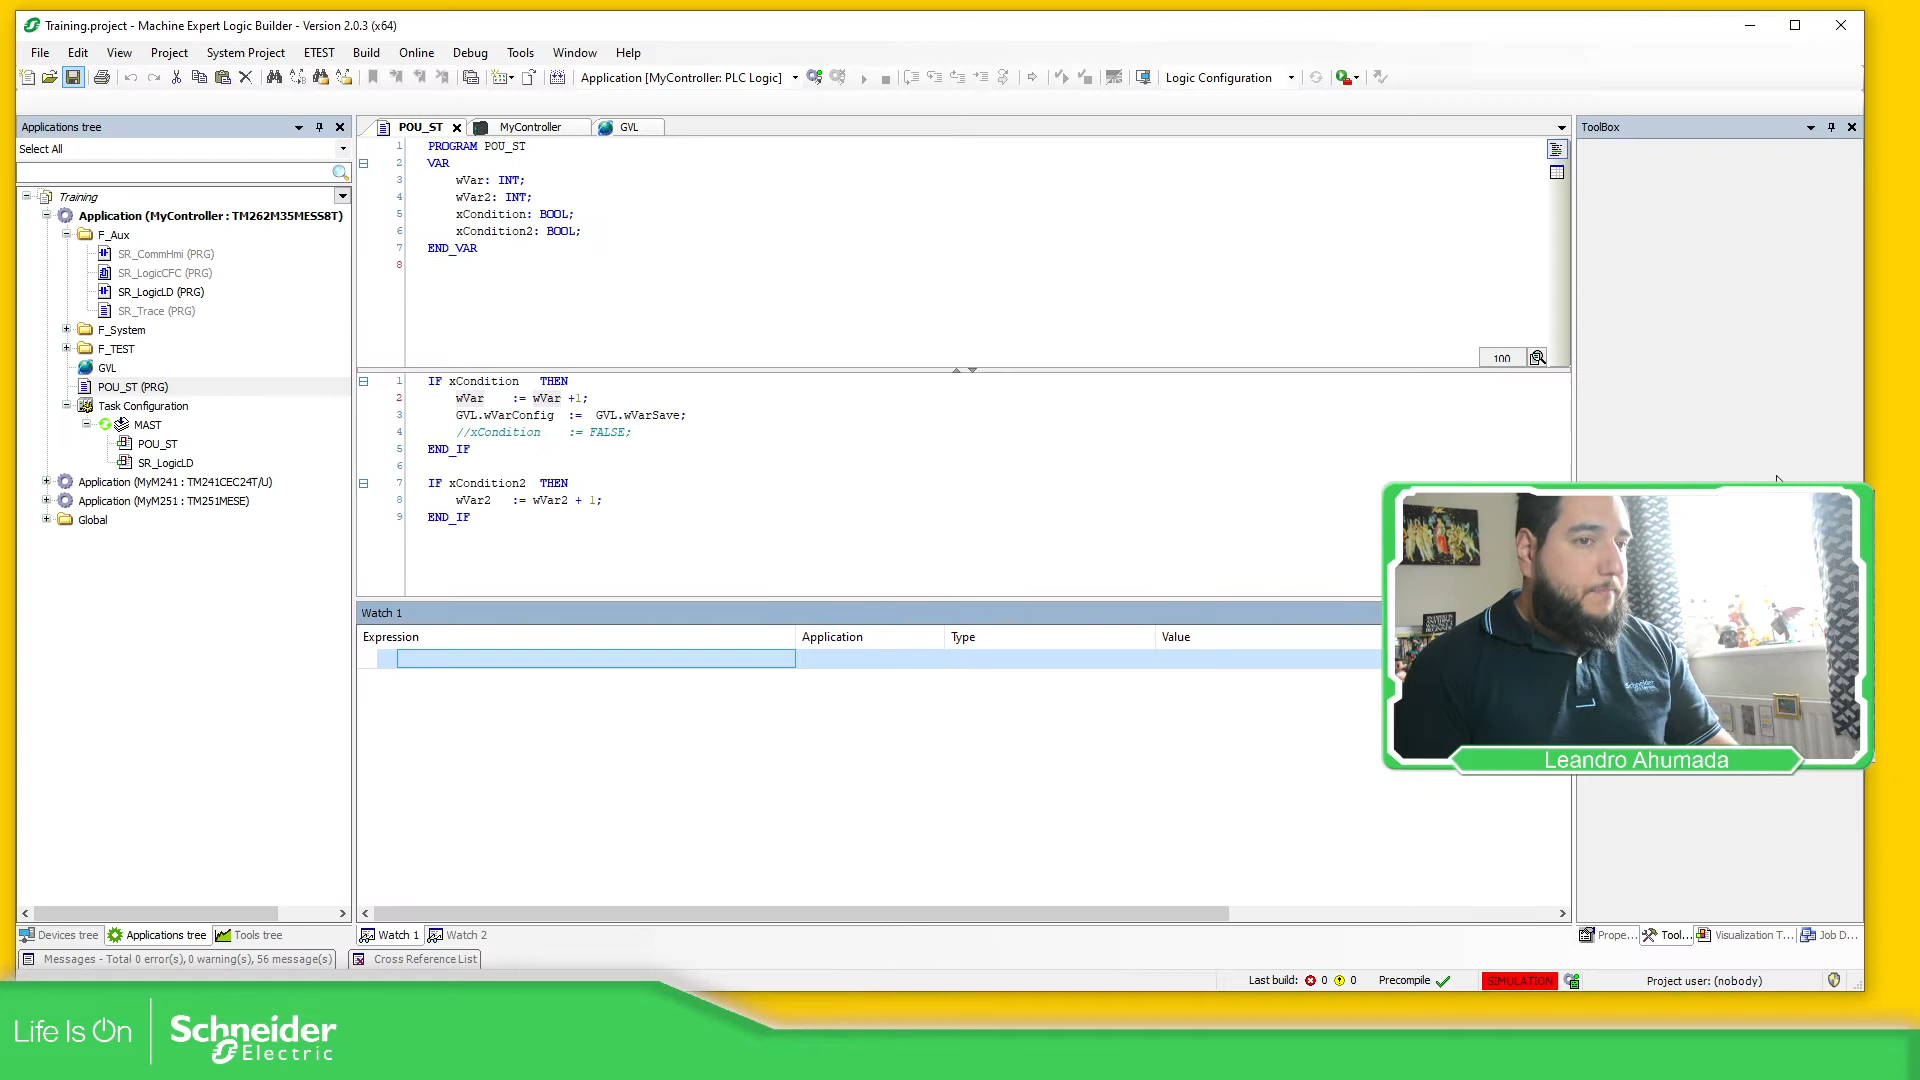 Training.project - Machine Expert Logic Builder - Version 2.0.3 (x64)
File Edit View Project System Project ETEST Build Online Debug Tools Window Help
Application [MyController: PLC Logic]
Logic Configuration
Applications tree
Select All
Training
Application (MyController : TM262M35MESS8T)
F_Aux
SR_CommHmi (PRG)
SR_LogicCFC (PRG)
SR_LogicLD (PRG)
SR_Trace (PRG)
F_System
F_TEST
GVL
POU_ST (PRG)
Task Configuration
MAST
POU_ST
SR_LogicLD
Application (MyM241 : TM241CEC24T/U)
Application (MyM251 : TM251MESE)
Global
Devices tree Applications tree Tools tree
POU_ST MyController GVL
1 PROGRAM POU_ST
2 VAR
3 wVar: INT;
4 wVar2: INT;
5 xCondition: BOOL;
6 xCondition2: BOOL;
7 END_VAR
8
100
1 IF xCondition THEN
2 wVar := wVar +1;
3 GVL.wVarConfig := GVL.wVarSave;
4 //xCondition := FALSE;
5 END_IF
6
7 IF xCondition2 THEN
8 wVar2 := wVar2 + 1;
9 END_IF
Watch 1
Expression Application Type Value
Watch 1 Watch 2
ToolBox
Prope... Tool... Visualization T... Job D...
Messages - Total 0 error(s), 0 warning(s), 56 message(s)
Cross Reference List
Last build: 0 0 Precompile SIMULATION Project user: (nobody)
Schneider Electric
Leandro Ahumada
Life Is On
Schneider Electric